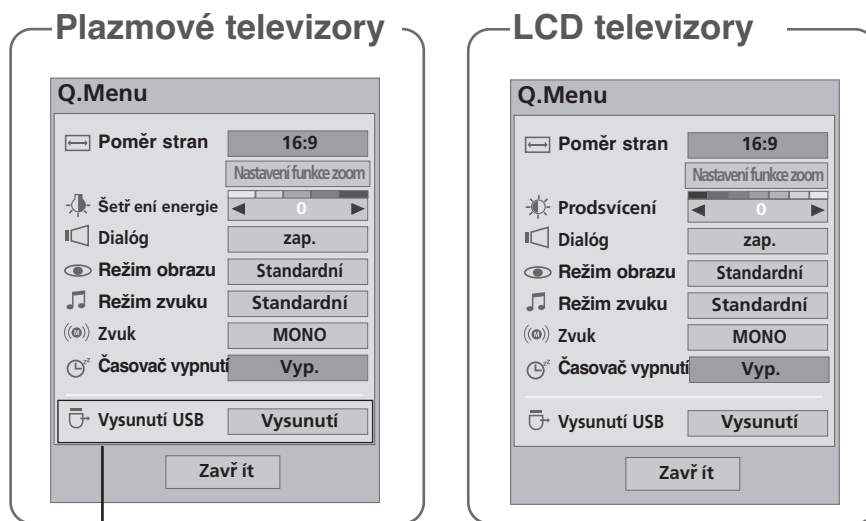 Plazmové televizory
Q.Menu
Poměr stran 16:9
Nastavení funkce zoom
Šetř ení energie 0
Dialóg zap.
Režim obrazu Standardní
Režim zvuku Standardní
Zvuk MONO
Časovač vypnutí Vyp.
Vysunutí USB Vysunutí
Zavř ít
LCD televizory
Q.Menu
Poměr stran 16:9
Nastavení funkce zoom
Prodsvícení 0
Dialóg zap.
Režim obrazu Standardní
Režim zvuku Standardní
Zvuk MONO
Časovač vypnutí Vyp.
Vysunutí USB Vysunutí
Zavř ít